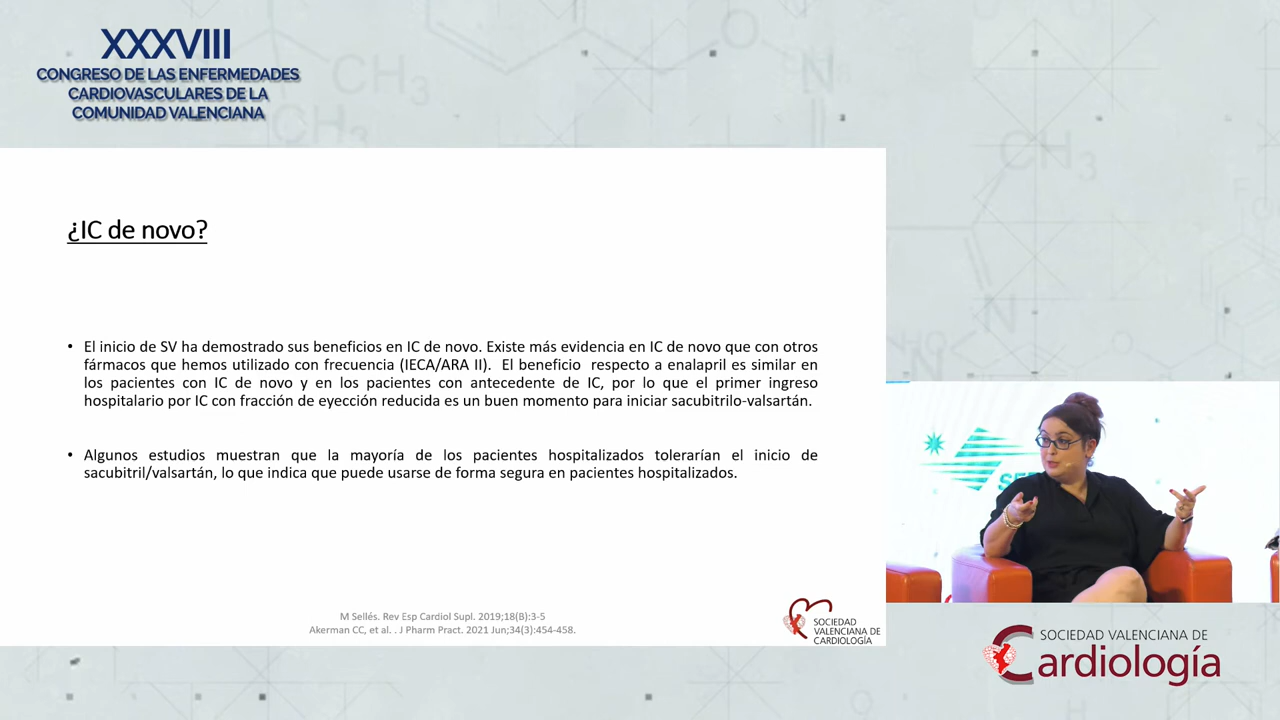 XXXVIII
CONGRESO DE LAS ENFERMEDADES
CARDIOVASCULARES DE LA
COMUNIDAD VALENCIANA
¿IC de novo?
• El inicio de SV ha demostrado sus beneficios en IC de novo. Existe más evidencia en IC de novo que con otros
fármacos que hemos utilizado con frecuencia (IECA/ARA II). El beneficio respecto a enalapril es similar en
los pacientes con IC de novo y en los pacientes con antecedente de IC, por lo que el primer ingreso
hospitalario por IC con fracción de eyección reducida es un buen momento para iniciar sacubitrilo-valsartán.
• Algunos estudios muestran que la mayoría de los pacientes hospitalizados tolerarían el inicio de
sacubitril/valsartán, lo que indica que puede usarse de forma segura en pacientes hospitalizados.
M Sellés. Rev Esp Cardiol Supl. 2019;18(B):3-5
Akerman CC, et al. . J Pharm Pract. 2021 Jun;34(3):454-458.
SOCIEDAD
VALENCIANA DE
CARDIOLOGÍA
SOCIEDAD VALENCIANA DE
Cardiología
CH3
CH3
CH3
O
N
N
HO